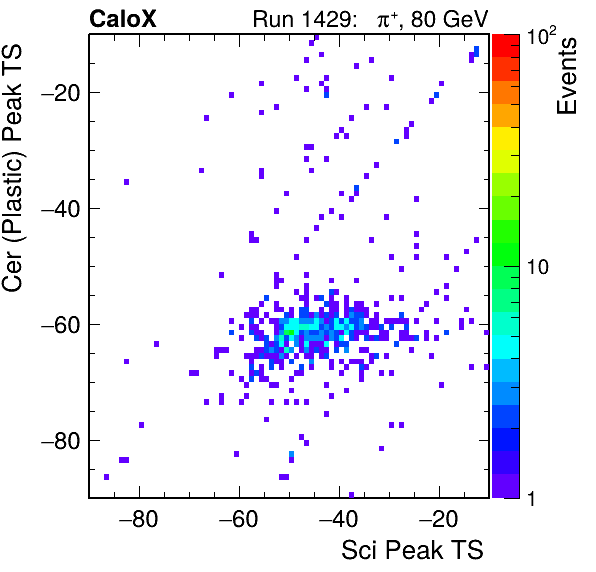 CaloX
Run 1429: π⁺, 80 GeV
Cer (Plastic) Peak TS
−20
−40
−60
−80
−80
−60
−40
−20
Sci Peak TS
10²
10
1
Events